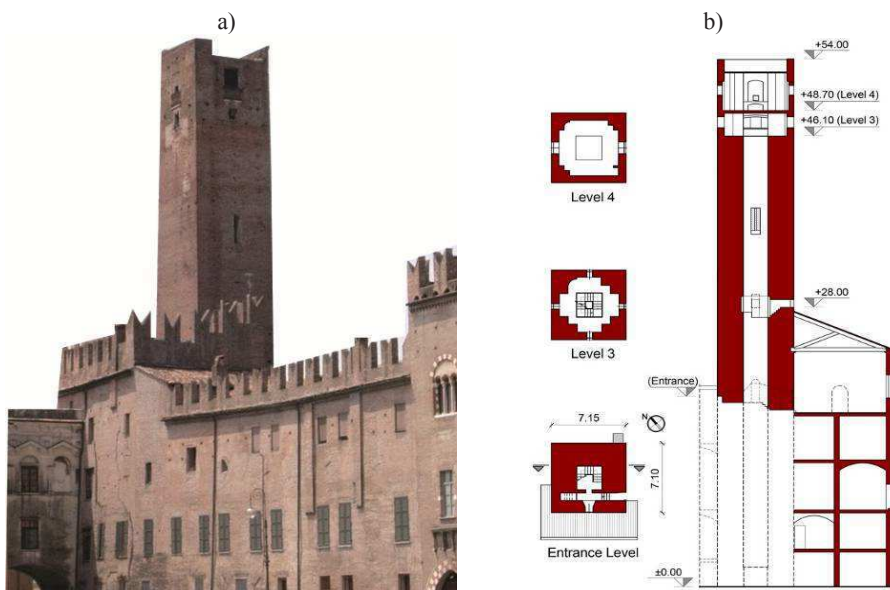 a)
b)
+54.00
+48.70 (Level 4)
+46.10 (Level 3)
Level 4
+28.00
Level 3
(Entrance)
7.15
N
7.10
Entrance Level
±0.00